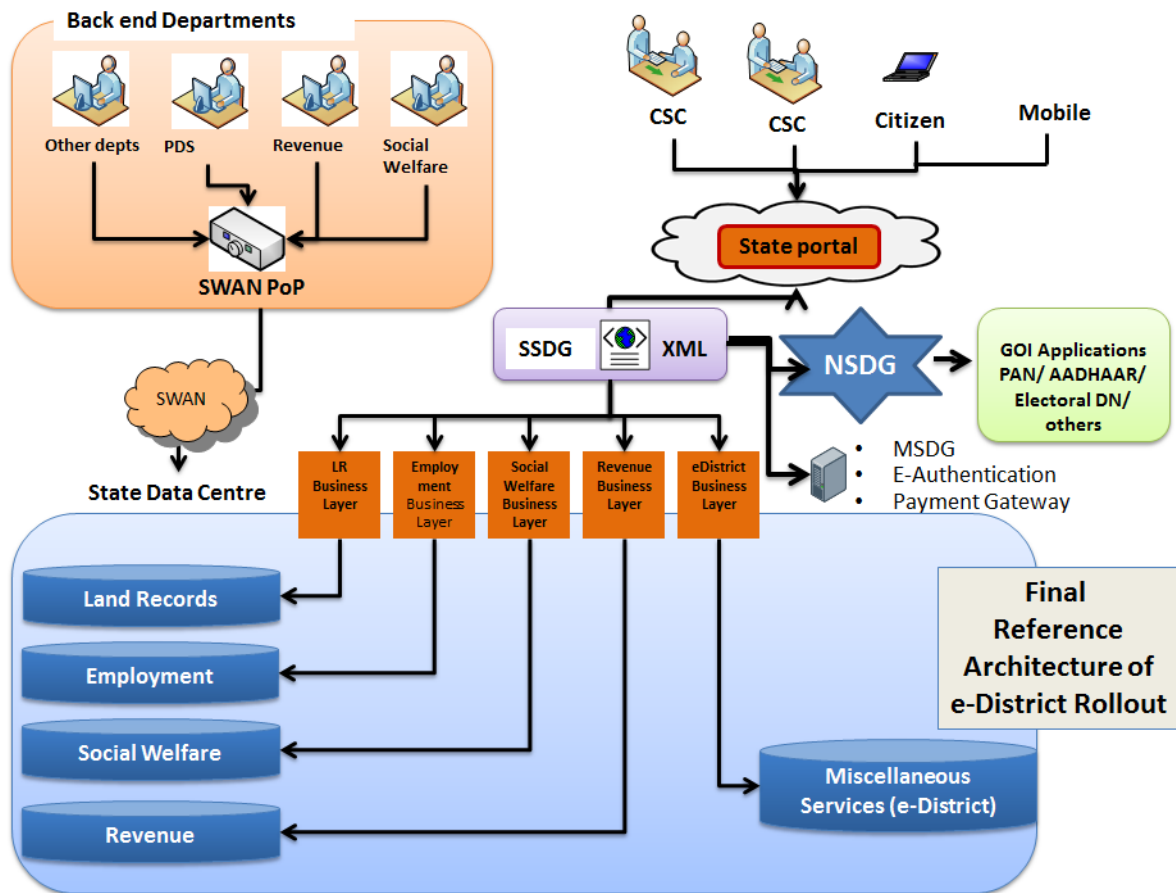 Back end Departments
Other depts
PDS
Revenue
Social
Welfare
SWAN PoP
SWAN
State Data Centre
CSC
CSC
Citizen
Mobile
State portal
SSDG
XML
NSDG
GOI Applications
PAN/ AADHAAR/
Electoral DN/
others
• MSDG
• E-Authentication
• Payment Gateway
LR
Business
Layer
Employ
ment
Business
Layer
Social
Welfare
Business
Layer
Revenue
Business
Layer
eDistrict
Business
Layer
Land Records
Employment
Social Welfare
Revenue
Miscellaneous
Services (e-District)
Final
Reference
Architecture of
e-District Rollout